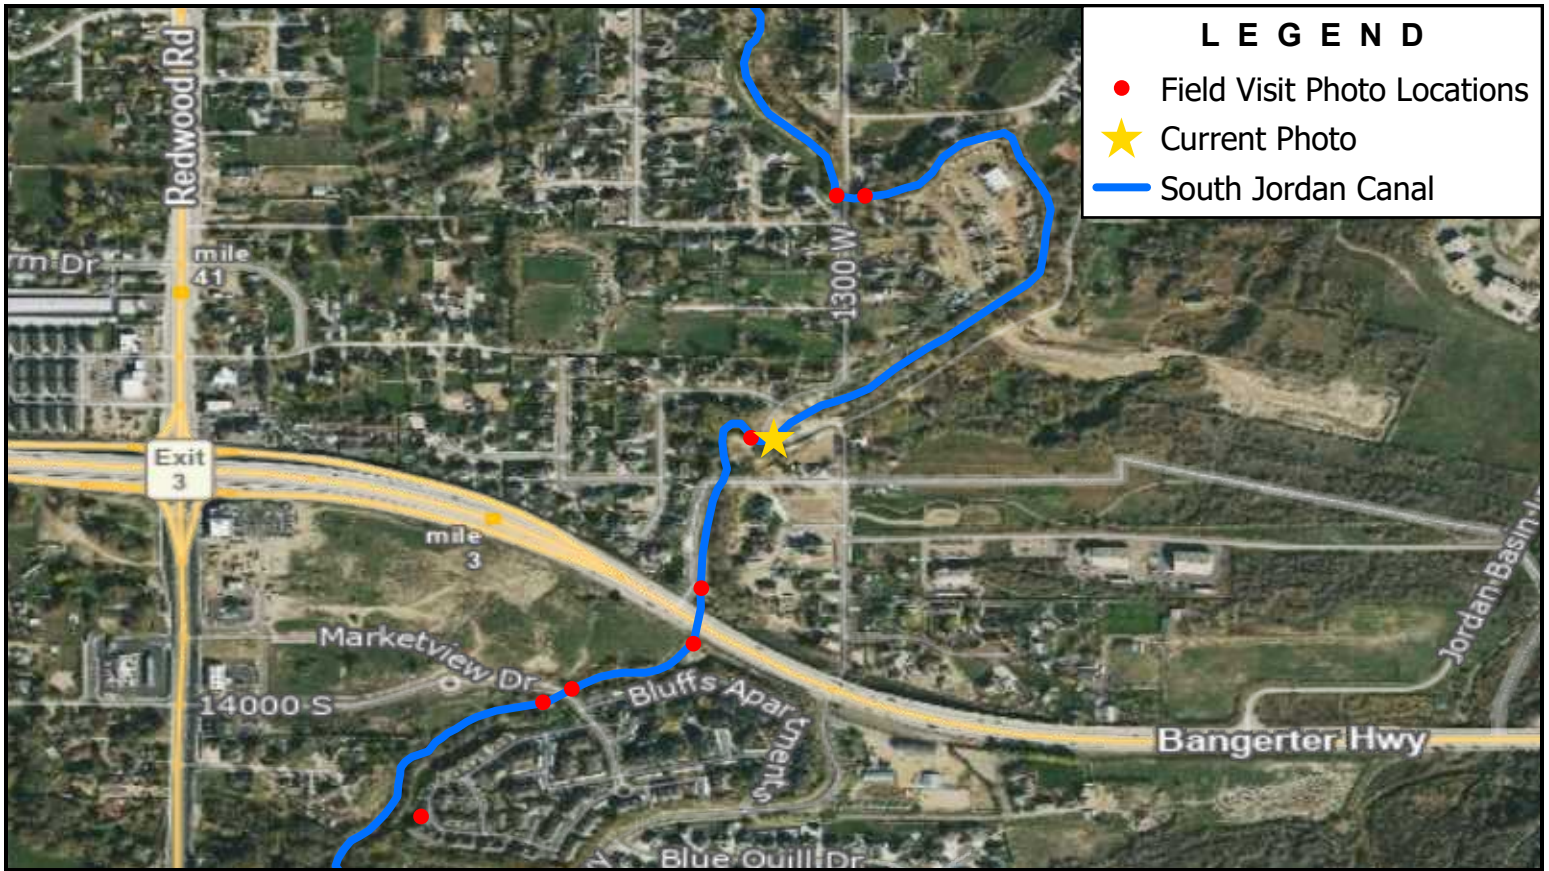 LEGEND
Field Visit Photo Locations
Current Photo
South Jordan Canal
Redwood Rd
rm Dr
mile
41
1300 W
Exit
3
mile
3
Marketview Dr
14000 S
Bluffs Apartments
Jordan Basin
Bangerter Hwy
Blue Quill Dr